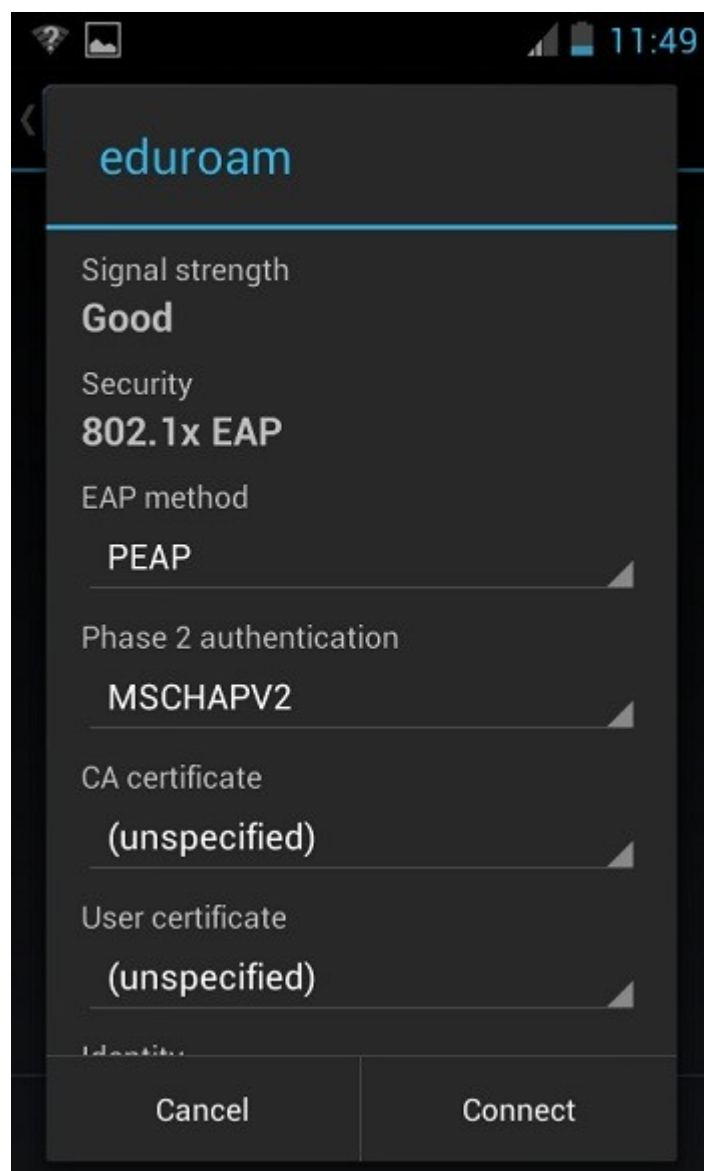 11:49
eduroam
Signal strength
Good
Security
802.1x EAP
EAP method
PEAP
Phase 2 authentication
MSCHAPV2
CA certificate
(unspecified)
User certificate
(unspecified)
Identity
Cancel Connect